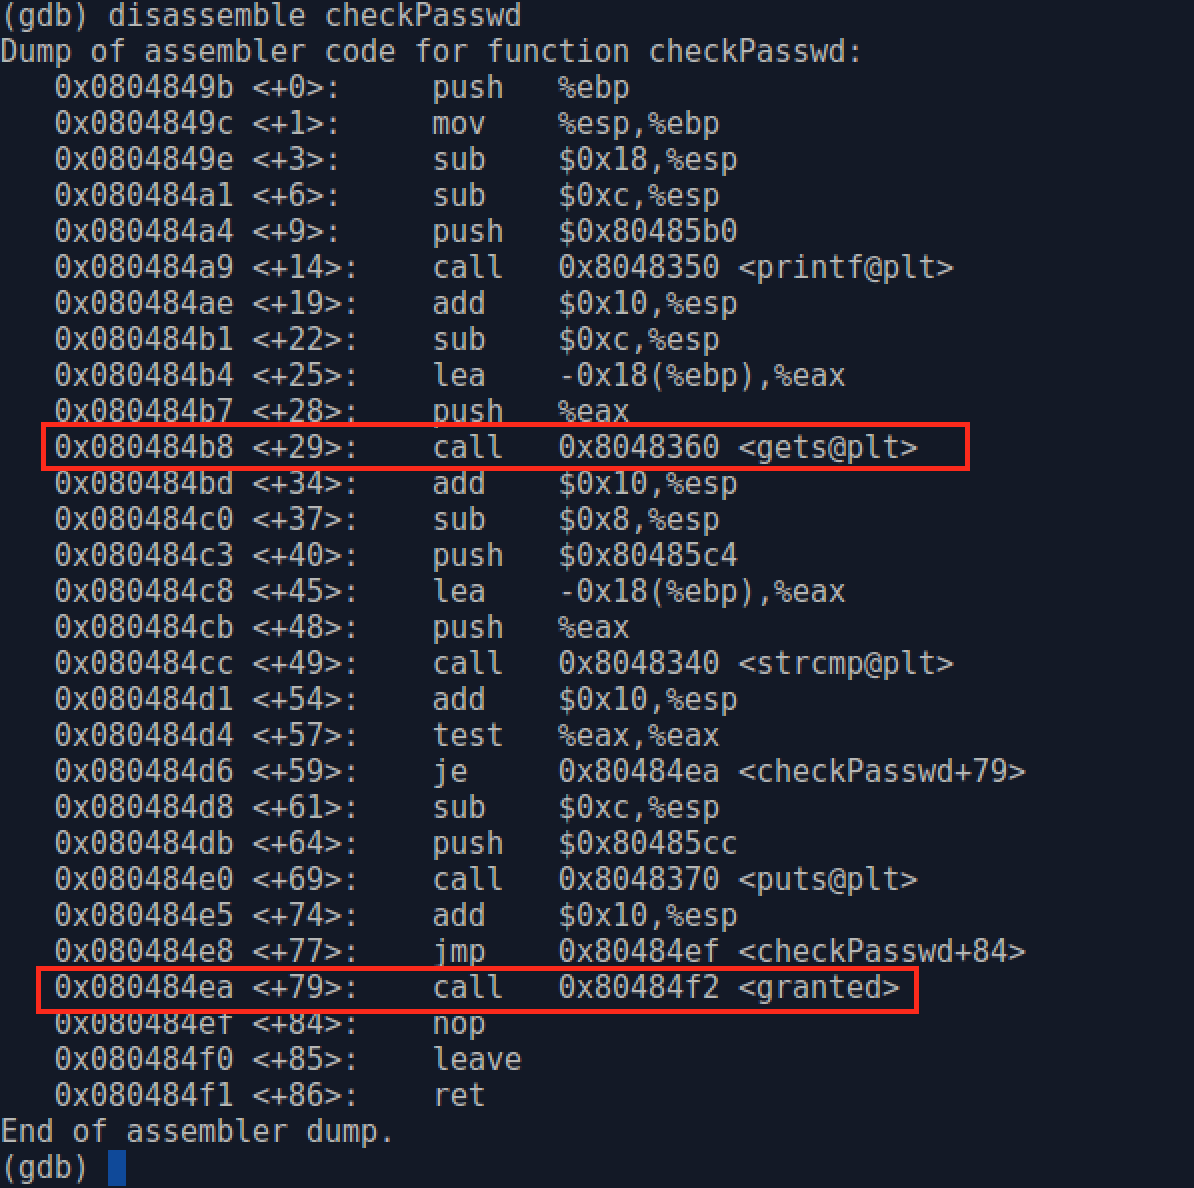 (gdb) disassemble checkPasswd
Dump of assembler code for function checkPasswd:
   0x0804849b <+0>:     push   %ebp
   0x0804849c <+1>:     mov    %esp,%ebp
   0x0804849e <+3>:     sub    $0x18,%esp
   0x080484a1 <+6>:     sub    $0xc,%esp
   0x080484a4 <+9>:     push   $0x80485b0
   0x080484a9 <+14>:    call   0x8048350 <printf@plt>
   0x080484ae <+19>:    add    $0x10,%esp
   0x080484b1 <+22>:    sub    $0xc,%esp
   0x080484b4 <+25>:    lea    -0x18(%ebp),%eax
   0x080484b7 <+28>:    push   %eax
   0x080484b8 <+29>:    call   0x8048360 <gets@plt>
   0x080484bd <+34>:    add    $0x10,%esp
   0x080484c0 <+37>:    sub    $0x8,%esp
   0x080484c3 <+40>:    push   $0x80485c4
   0x080484c8 <+45>:    lea    -0x18(%ebp),%eax
   0x080484cb <+48>:    push   %eax
   0x080484cc <+49>:    call   0x8048340 <strcmp@plt>
   0x080484d1 <+54>:    add    $0x10,%esp
   0x080484d4 <+57>:    test   %eax,%eax
   0x080484d6 <+59>:    je     0x80484ea <checkPasswd+79>
   0x080484d8 <+61>:    sub    $0xc,%esp
   0x080484db <+64>:    push   $0x80485cc
   0x080484e0 <+69>:    call   0x8048370 <puts@plt>
   0x080484e5 <+74>:    add    $0x10,%esp
   0x080484e8 <+77>:    jmp    0x80484ef <checkPasswd+84>
   0x080484ea <+79>:    call   0x80484f2 <granted>
   0x080484ef <+84>:    nop
   0x080484f0 <+85>:    leave
   0x080484f1 <+86>:    ret
End of assembler dump.
(gdb)